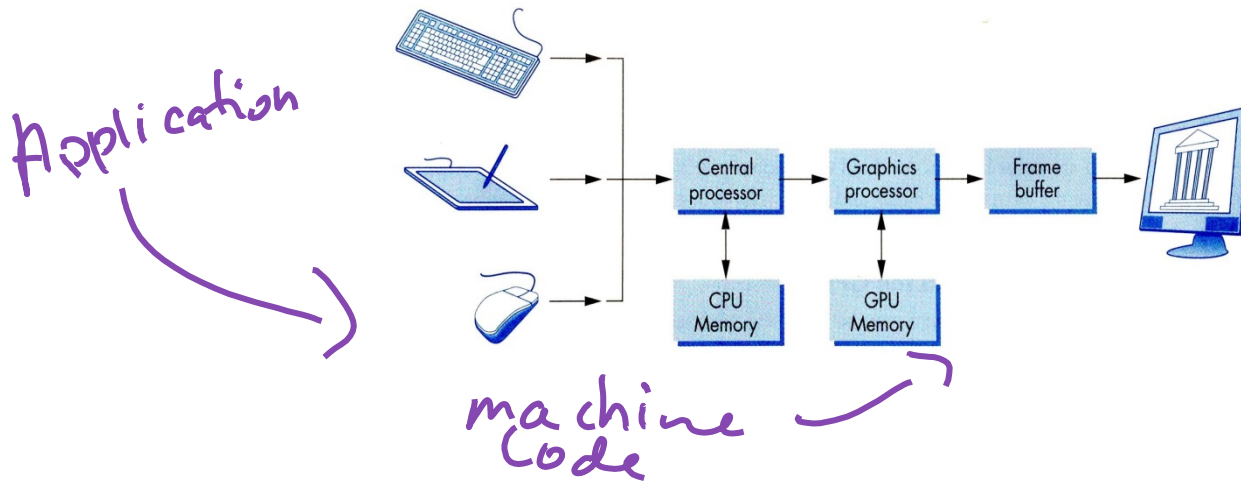 Application
Central
processor
Graphics
processor
Frame
buffer
CPU
Memory
GPU
Memory
machine
Code